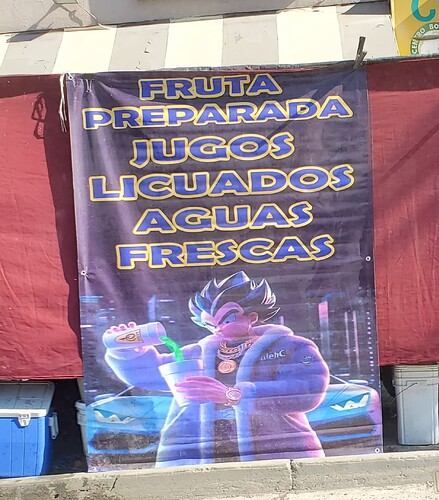 FRUTA
PREPARADA
JUGOS
LICUADOS
AGUAS
FRESCAS